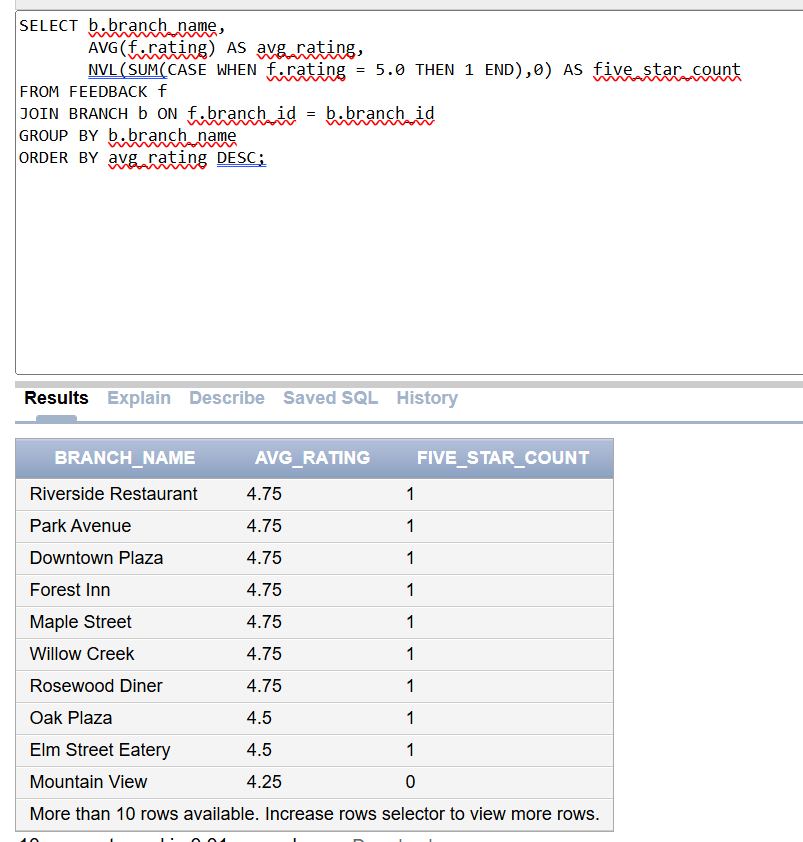 SELECT b.branch_name,
       AVG(f.rating) AS avg_rating,
       NVL(SUM(CASE WHEN f.rating = 5.0 THEN 1 END),0) AS five_star_count
FROM FEEDBACK f
JOIN BRANCH b ON f.branch_id = b.branch_id
GROUP BY b.branch_name
ORDER BY avg_rating DESC;
Results Explain Describe Saved SQL History
BRANCH_NAME AVG_RATING FIVE_STAR_COUNT
Riverside Restaurant 4.75 1
Park Avenue 4.75 1
Downtown Plaza 4.75 1
Forest Inn 4.75 1
Maple Street 4.75 1
Willow Creek 4.75 1
Rosewood Diner 4.75 1
Oak Plaza 4.5 1
Elm Street Eatery 4.5 1
Mountain View 4.25 0
More than 10 rows available. Increase rows selector to view more rows.